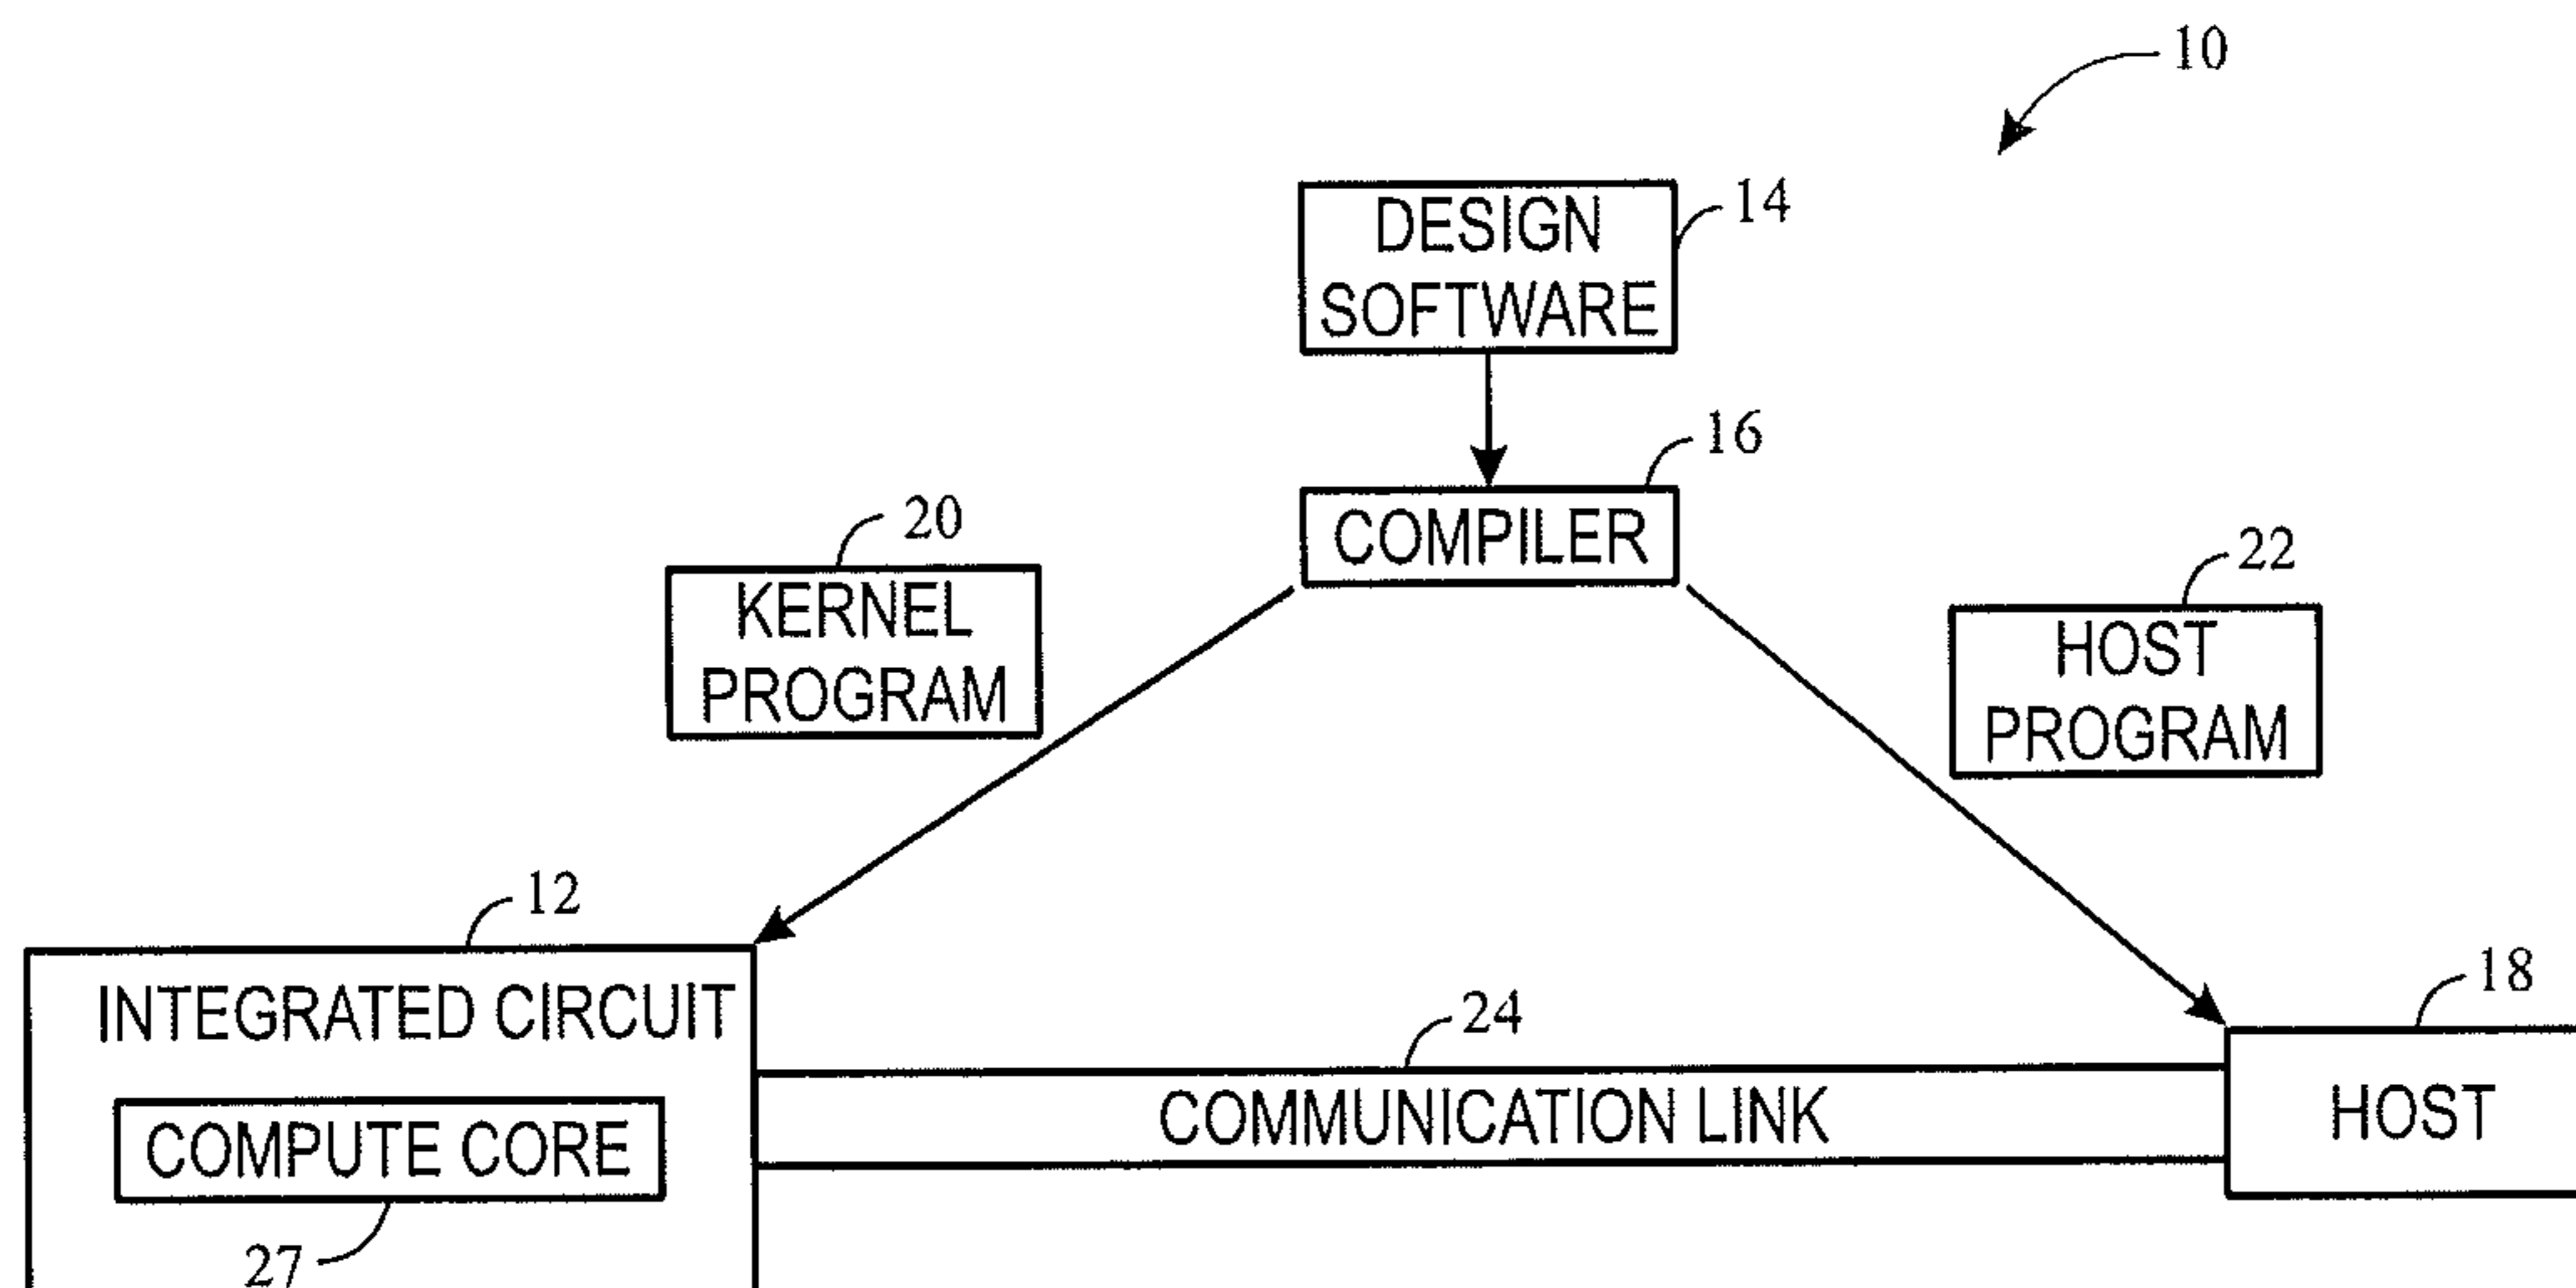 10
DESIGN
SOFTWARE
14
16
COMPILER
20
KERNEL
PROGRAM
22
HOST
PROGRAM
12
INTEGRATED CIRCUIT
18
HOST
24
COMMUNICATION LINK
COMPUTE CORE
27